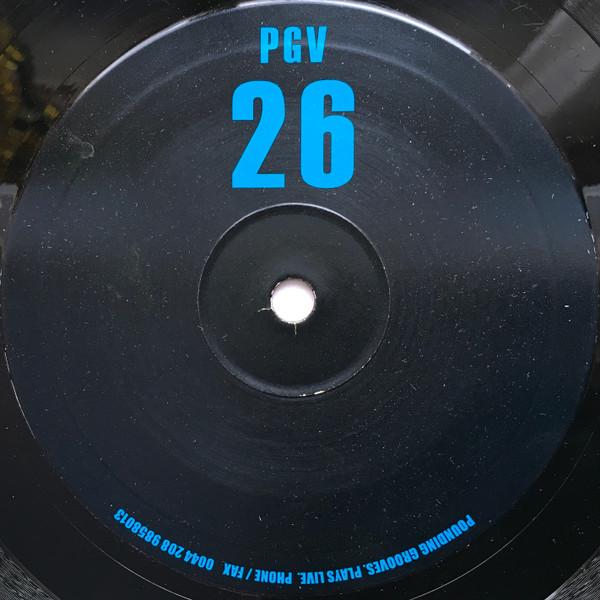 PGV
26
POUNDING GROOVES. PLAYS LIVE. PHONE / FAX 0044 208 9858013